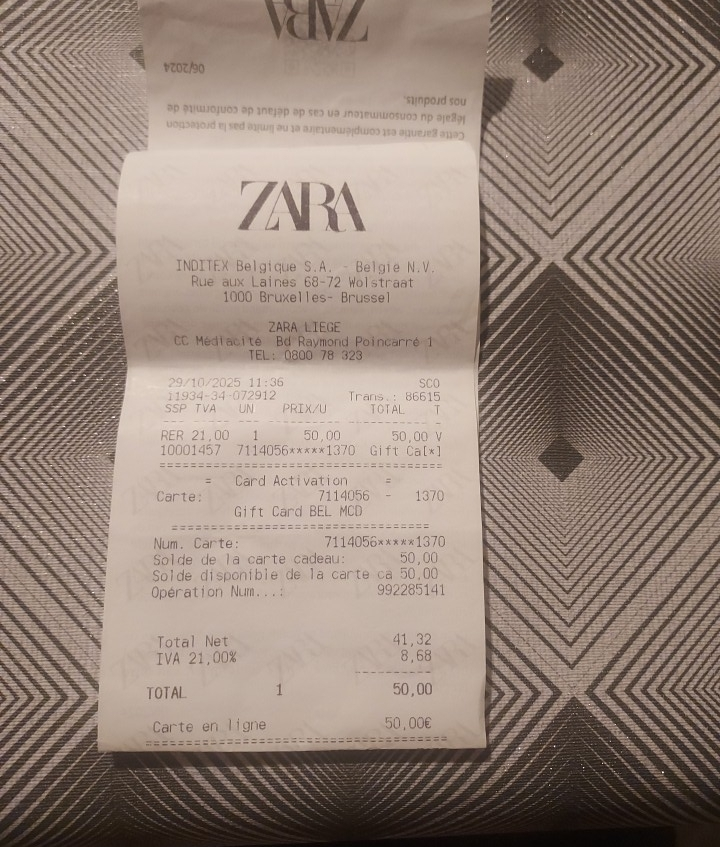 ZARA
06/2024
Cette garantie est complémentaire et ne limite pas la protection
légale du consommateur en cas de défaut de conformité de
nos produits.
ZARA
INDITEX Belgique S.A. - Belgie N.V.
Rue aux Laines 68-72 Wolstraat
1000 Bruxelles- Brussel
ZARA LIEGE
CC Médiacité Bd Raymond Poincarré 1
TEL: 0800 78 323
29/10/2025 11:36 SCO
11934-34-072912 Trans.: 86615
SSP TVA UN PRIX/U TOTAL T
RER 21,00 1 50,00 50,00 V
10001457 7114056*****1370 Gift Ca[*]
= Card Activation =
Carte: 7114056 - 1370
Gift Card BEL MCD
Num. Carte: 7114056*****1370
Solde de la carte cadeau: 50,00
Solde disponible de la carte ca 50,00
Opération Num...: 992285141
Total Net 41,32
IVA 21,00% 8,68
TOTAL 1 50,00
Carte en ligne 50,00€